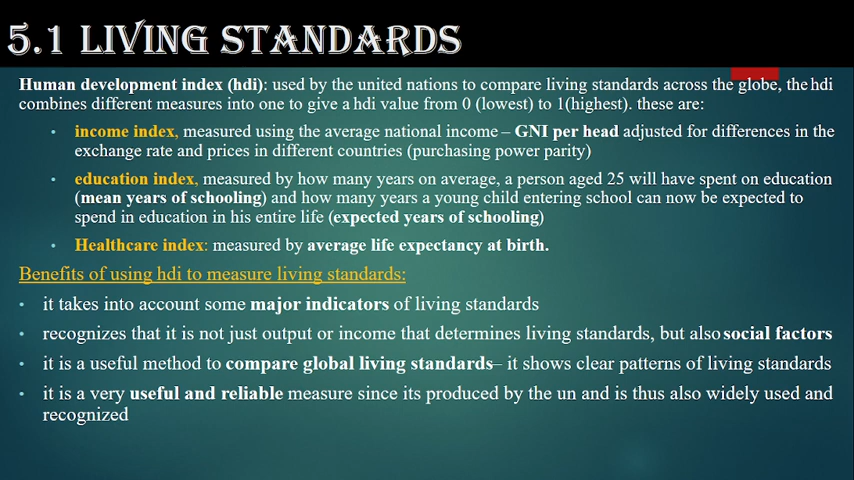 5.1 LIVING STANDARDS
Human development index (hdi): used by the united nations to compare living standards across the globe, the hdi
combines different measures into one to give a hdi value from 0 (lowest) to 1(highest). these are:
• income index, measured using the average national income – GNI per head adjusted for differences in the
exchange rate and prices in different countries (purchasing power parity)
• education index, measured by how many years on average, a person aged 25 will have spent on education
(mean years of schooling) and how many years a young child entering school can now be expected to
spend in education in his entire life (expected years of schooling)
• Healthcare index: measured by average life expectancy at birth.
Benefits of using hdi to measure living standards:
• it takes into account some major indicators of living standards
• recognizes that it is not just output or income that determines living standards, but also social factors
• it is a useful method to compare global living standards– it shows clear patterns of living standards
• it is a very useful and reliable measure since its produced by the un and is thus also widely used and
recognized